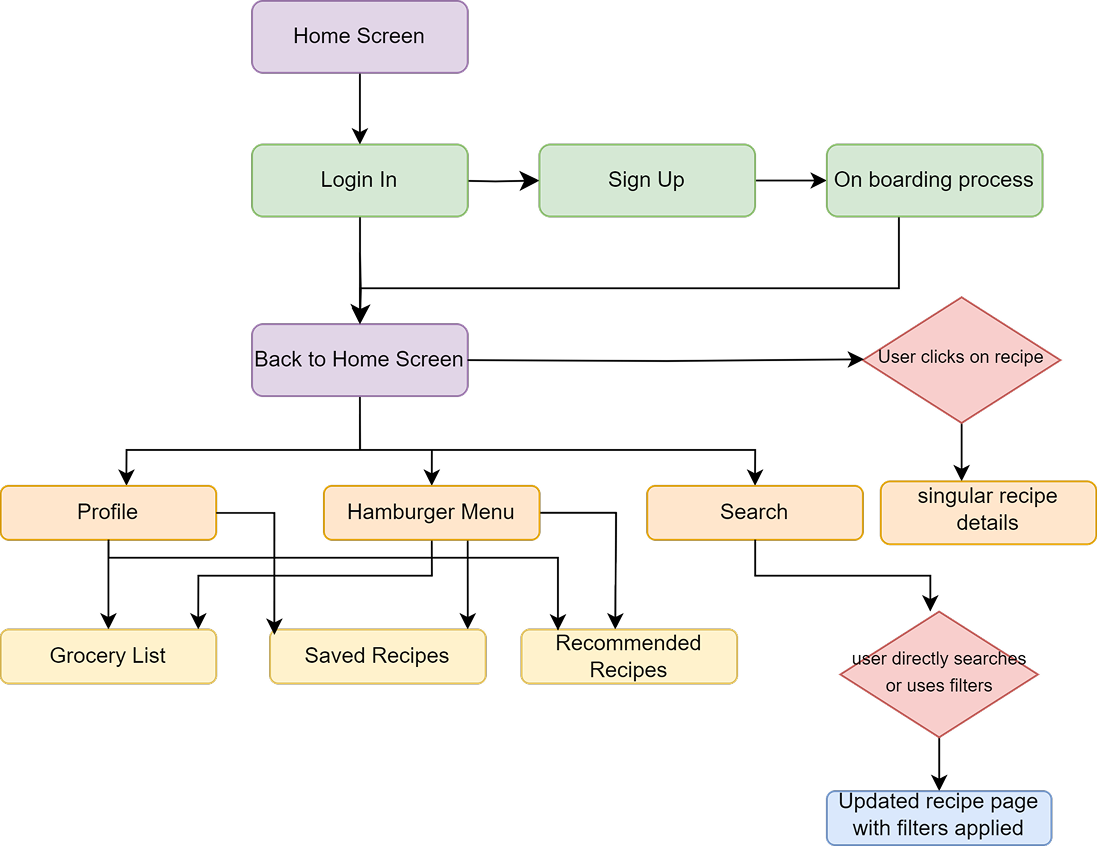 Home Screen
Login In
Sign Up
On boarding process
Back to Home Screen
User clicks on recipe
Profile
Hamburger Menu
Search
singular recipe
details
Grocery List
Saved Recipes
Recommended
Recipes
user directly searches
or uses filters
Updated recipe page
with filters applied